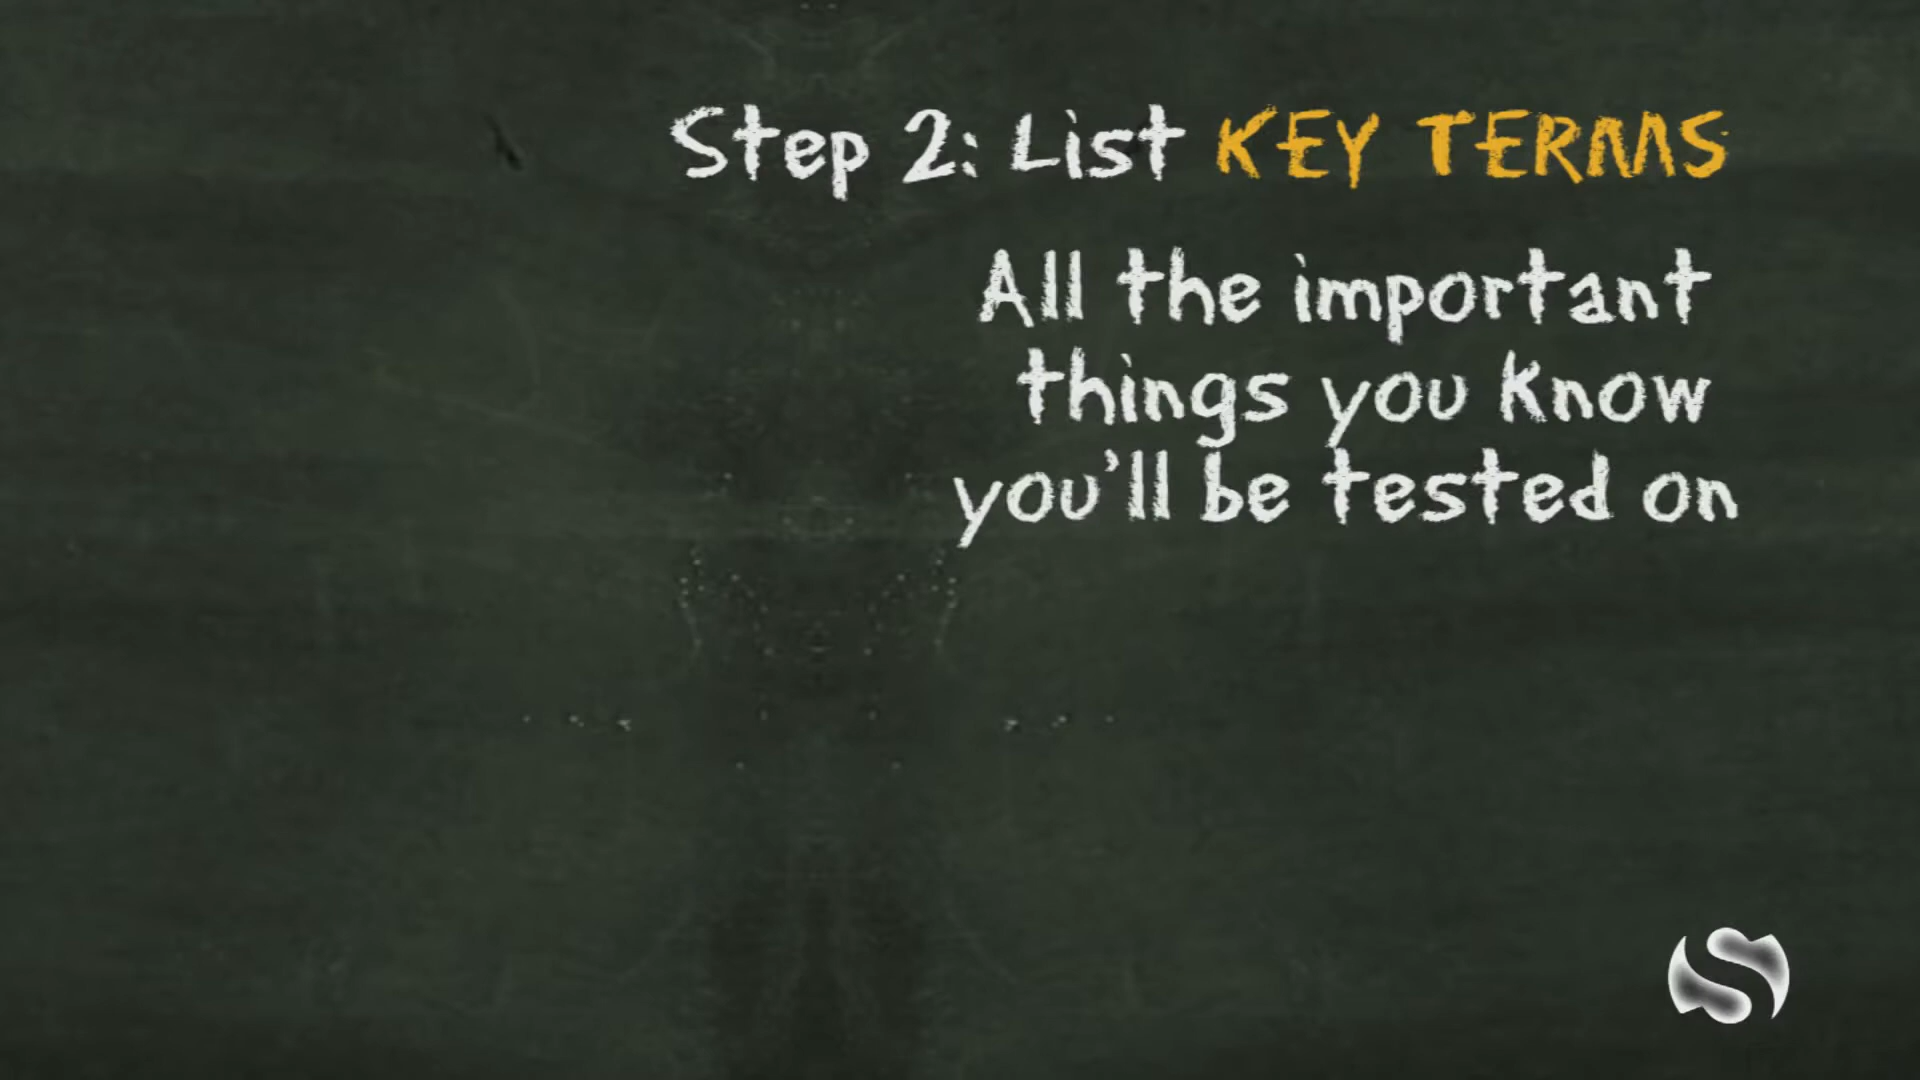 Step 2: List KEY TERMS
All the important
things you know
you'll be tested on